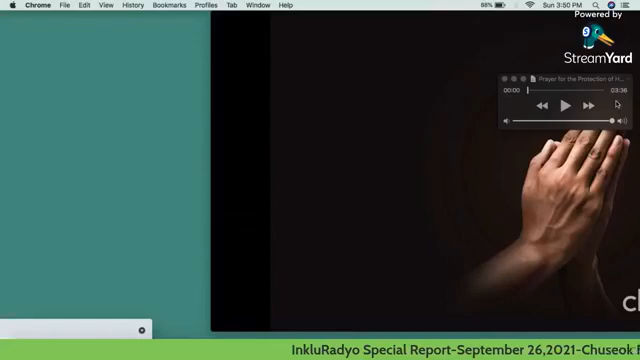 Chrome File Edit View History Bookmarks Profiles Tab Window Help 88% Sun 3:50 PM
Powered by
StreamYard
Prayer for the Protection of H
00:00 03:36
InkluRadyo Special Report-September 26,2021-Chuseok